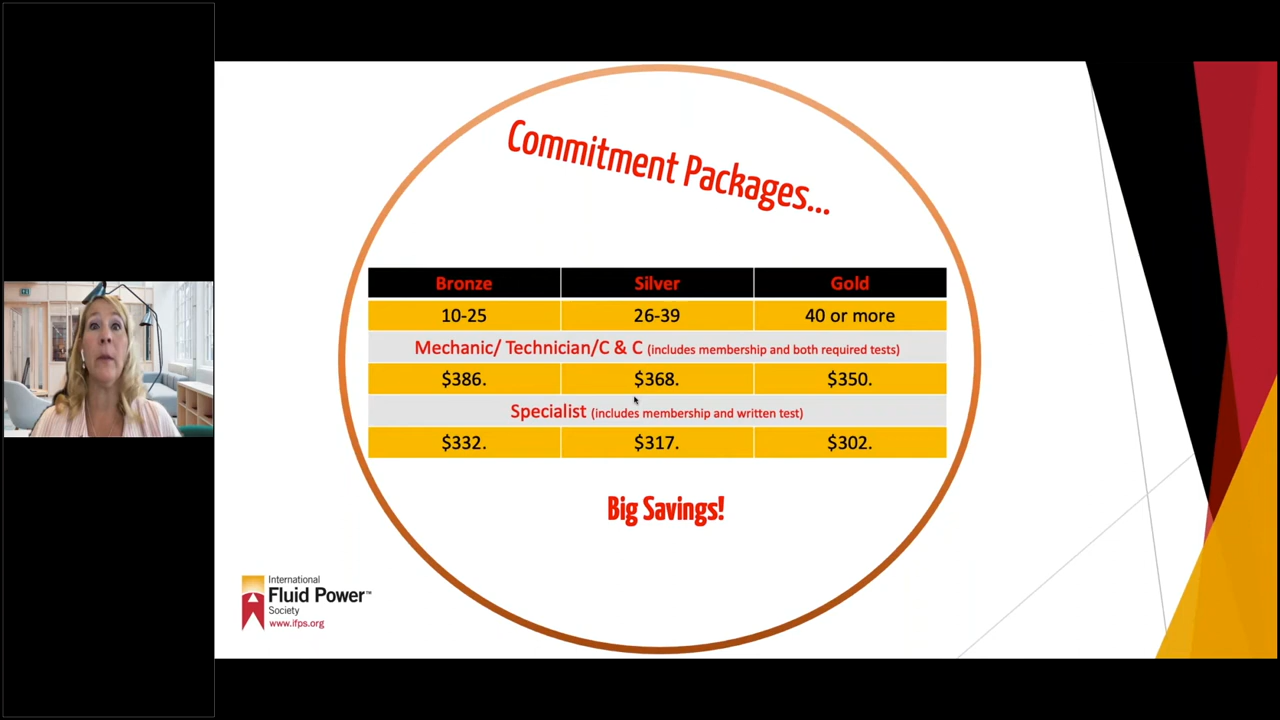 Commitment Packages...
Bronze Silver Gold
10-25 26-39 40 or more
Mechanic/ Technician/C & C (includes membership and both required tests)
$386. $368. $350.
Specialist (includes membership and written test)
$332. $317. $302.
Big Savings!
International
Fluid Power™
Society
www.ifps.org